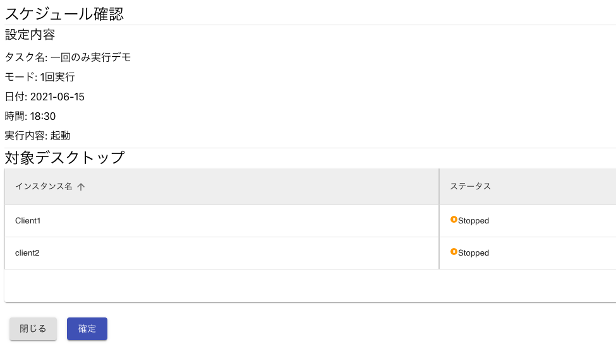 スケジュール確認
設定内容
タスク名: 一回のみ実行デモ
モード: 1回実行
日付: 2021-06-15
時間: 18:30
実行内容: 起動
対象デスクトップ
インスタンス名 ↑ ステータス
Client1 Stopped
client2 Stopped
閉じる 確定